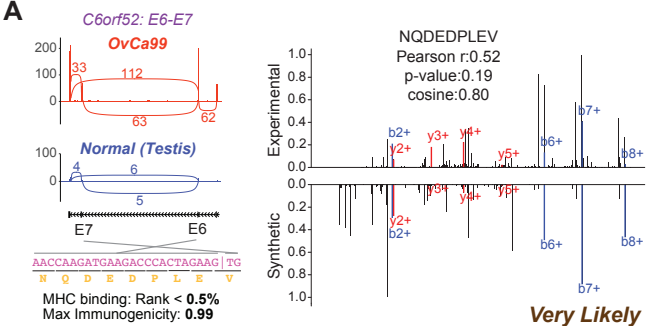 A
C6orf52: E6-E7
OvCa99
200
100
0
33
112
63
62
Normal (Testis)
100
0
4
6
5
E7
E6
AACCAAGATGAAGACCCACTAGAAG|TG
N Q D E D P L E V
MHC binding: Rank < 0.5%
Max Immunogenicity: 0.99
NQDEDPLEV
Pearson r:0.52
p-value:0.19
cosine:0.80
Experimental
1.0
0.8
0.6
0.4
0.2
0.0
b2+
y2+
y3+
y4+
y5+
b6+
b7+
b8+
Synthetic
0.0
0.2
0.4
0.6
0.8
1.0
y2+
b2+
y3+
y4+
y5+
b6+
b7+
b8+
Very Likely